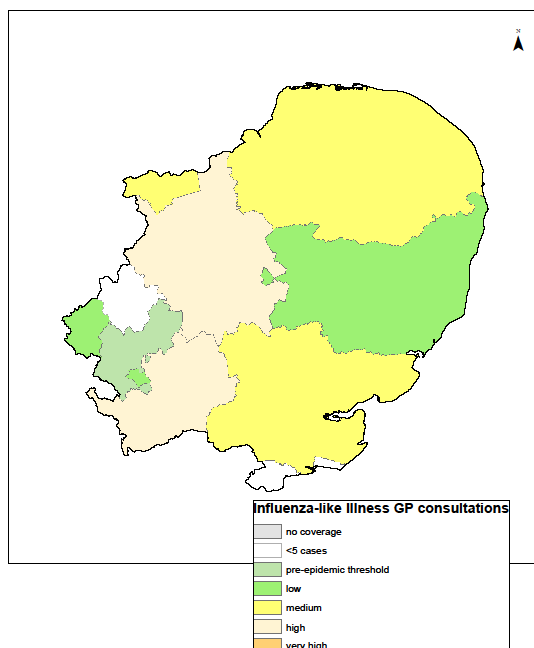 N
Influenza-like Illness GP consultations
no coverage
<5 cases
pre-epidemic threshold
low
medium
high
very high